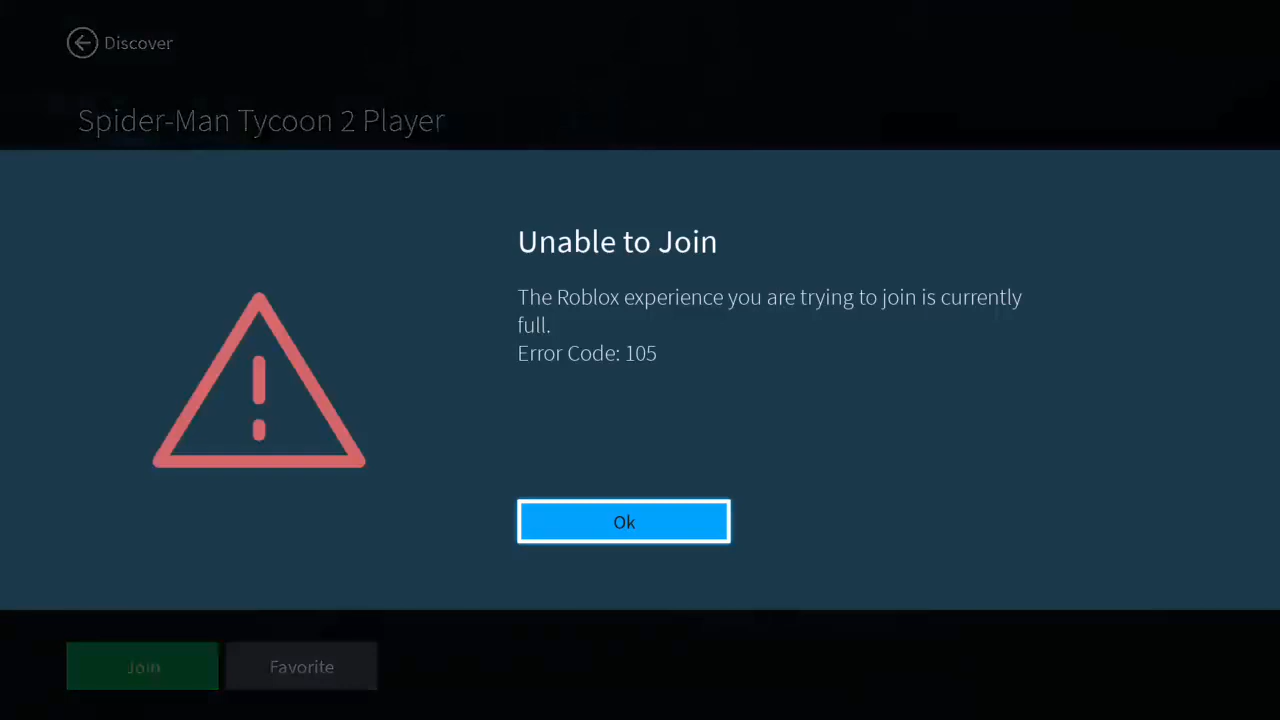 Discover
Spider-Man Tycoon 2 Player
Unable to Join
The Roblox experience you are trying to join is currently
full.
Error Code: 105
Ok
Join
Favorite